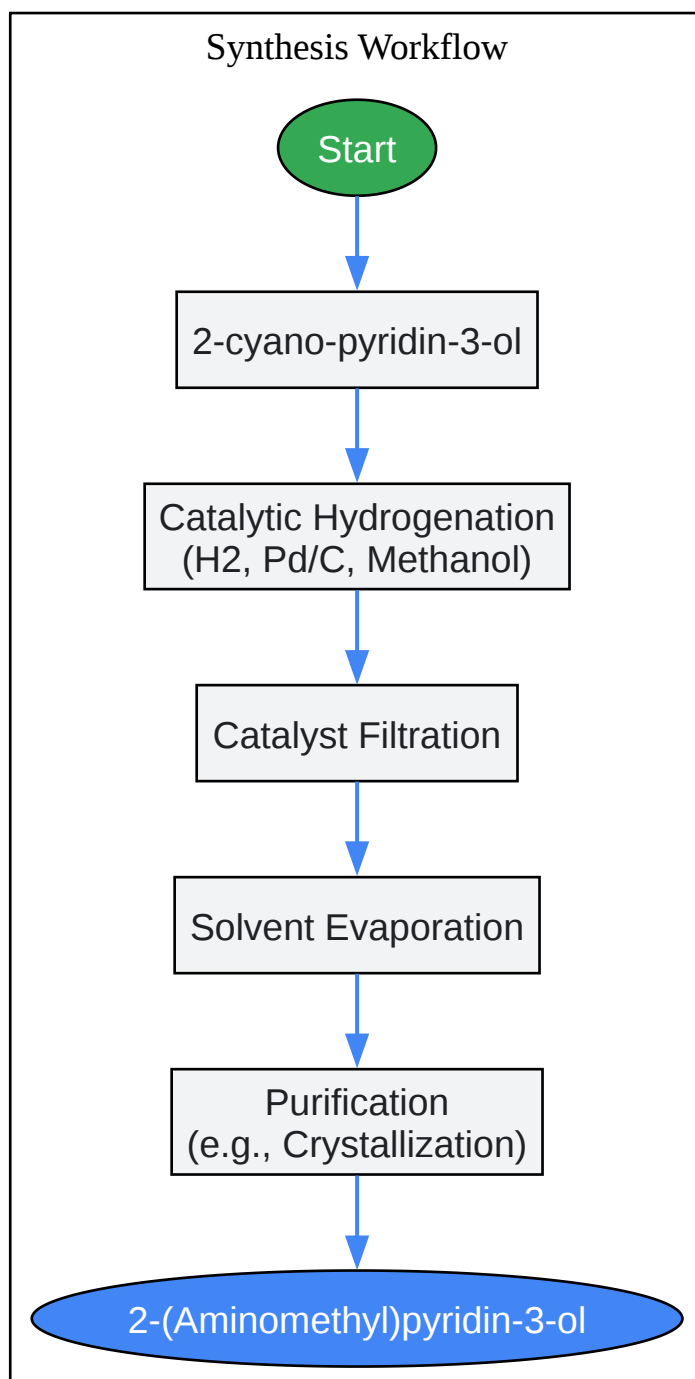 Synthesis Workflow
Start
2-cyano-pyridin-3-ol
Catalytic Hydrogenation
(H2, Pd/C, Methanol)
Catalyst Filtration
Solvent Evaporation
Purification
(e.g., Crystallization)
2-(Aminomethyl)pyridin-3-ol